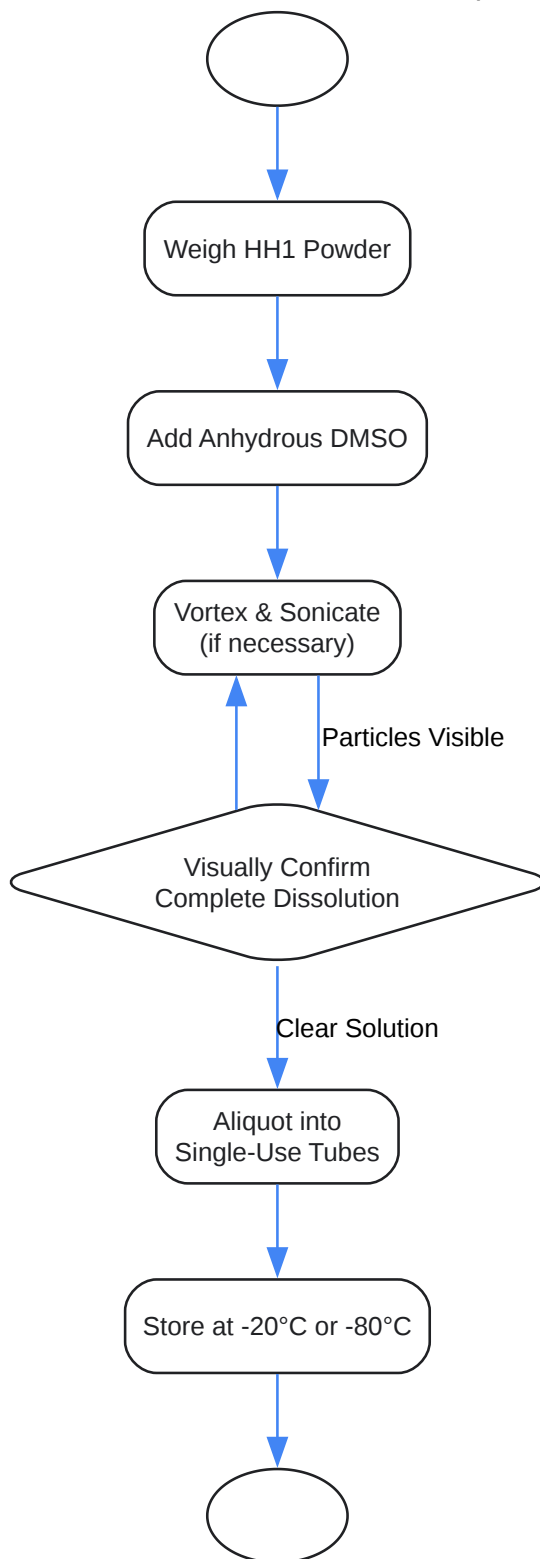 Weigh HH1 Powder
Add Anhydrous DMSO
Vortex & Sonicate
(if necessary)
Particles Visible
Visually Confirm
Complete Dissolution
Clear Solution
Aliquot into
Single-Use Tubes
Store at -20°C or -80°C